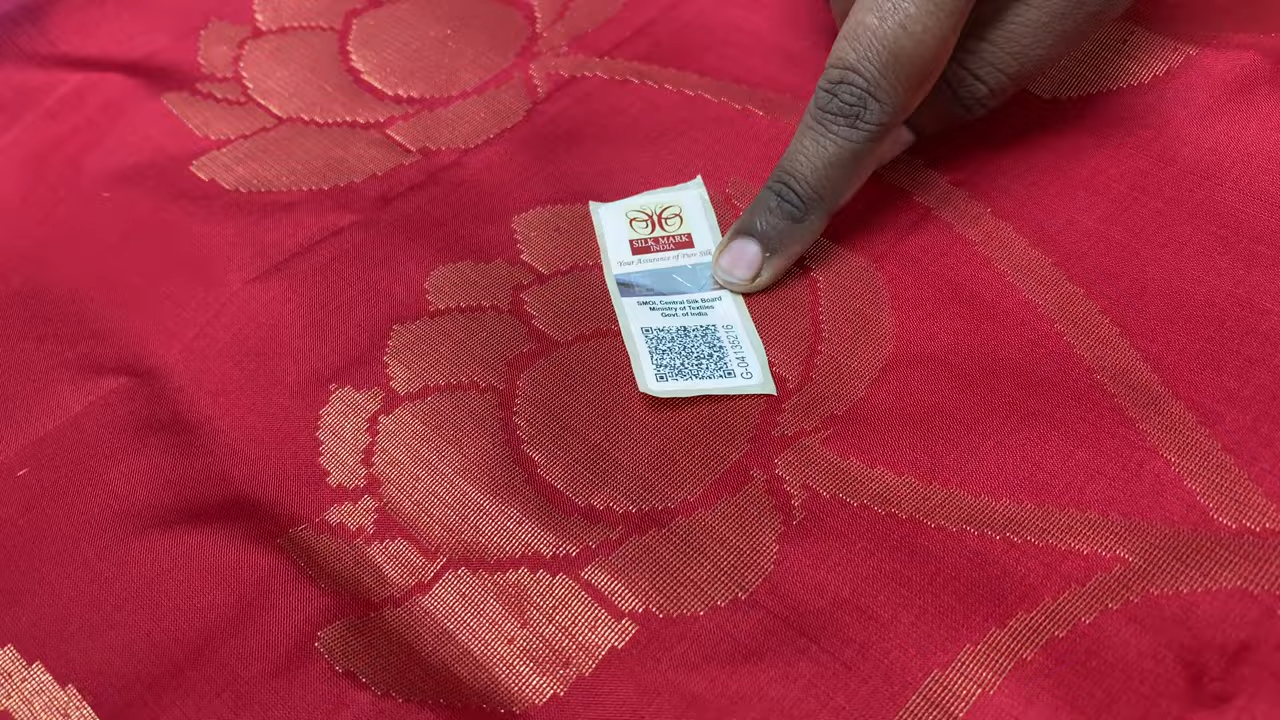 SILK MARK
INDIA
Your Assurance of Pure Silk
SMOI, Central Silk Board
Ministry of Textiles
Govt. of India
G-04135216